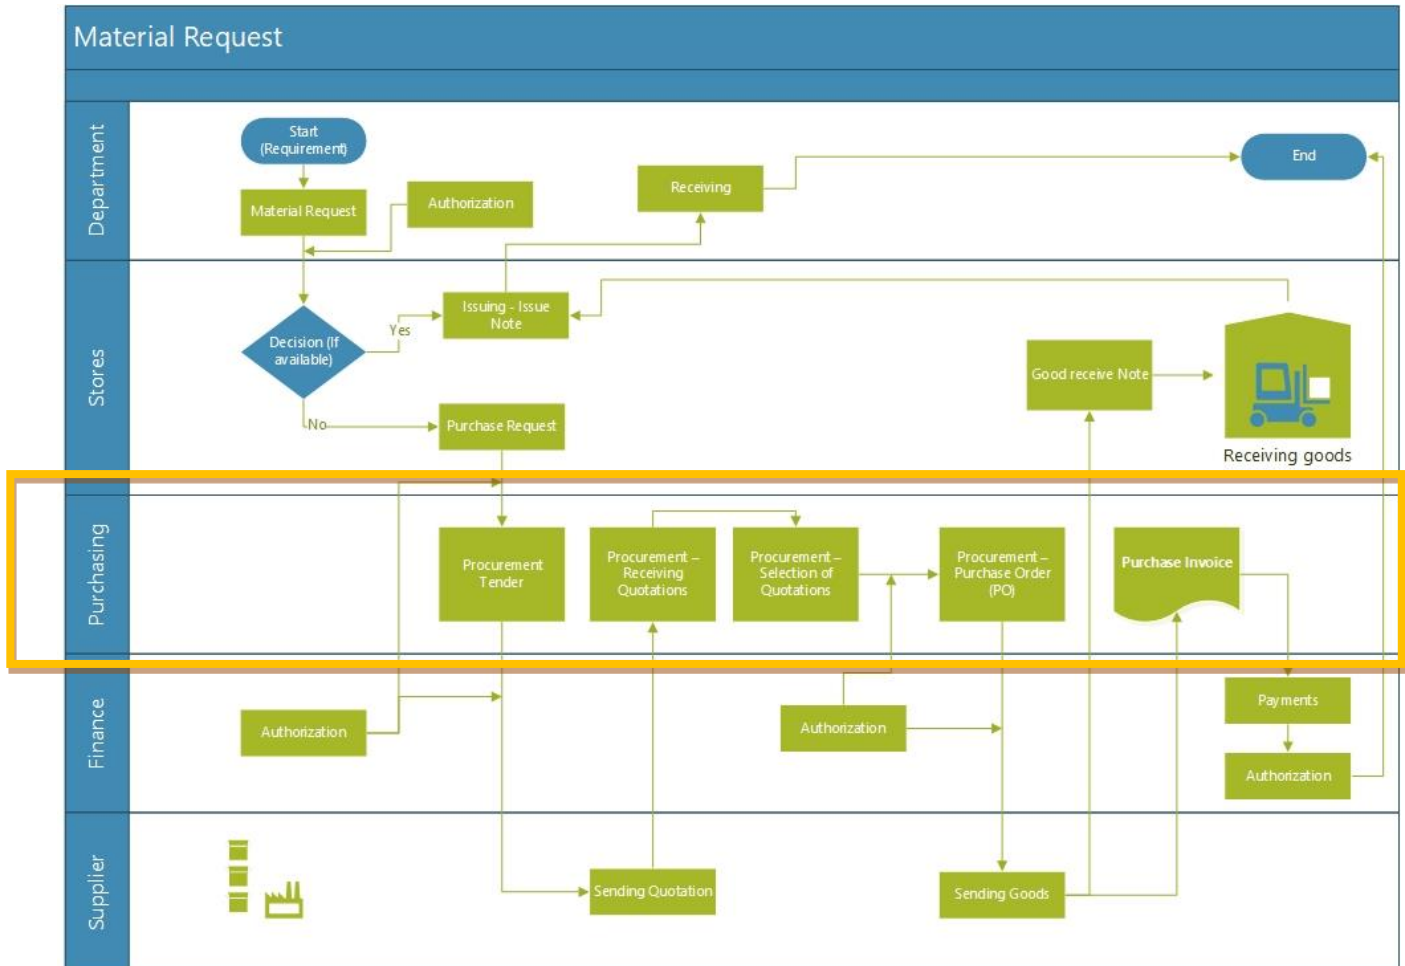 Material Request
Department
Start
(Requirement)
Material Request
Authorization
Receiving
End
Stores
Decision (If
available)
Yes
No
Issuing - Issue
Note
Purchase Request
Good receive Note
Receiving goods
Purchasing
Procurement
Tender
Procurement –
Receiving
Quotations
Procurement –
Selection of
Quotations
Procurement –
Purchase Order
(PO)
Purchase Invoice
Finance
Authorization
Authorization
Payments
Authorization
Supplier
Sending Quotation
Sending Goods